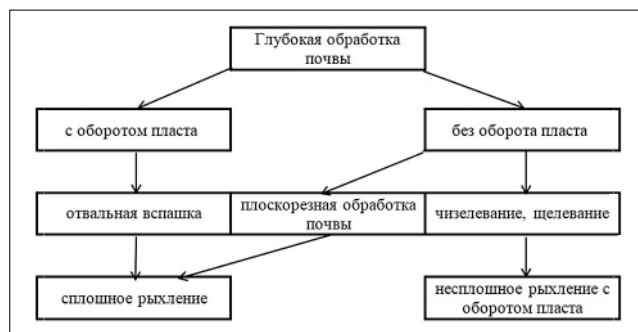 Глубокая обработка
почвы
с оборотом пласта
без оборота пласта
отвальная вспашка
плоскорезная обработка
почвы
чизелевание, щелевание
сплошное рыхление
несплошное рыхление с
оборотом пласта